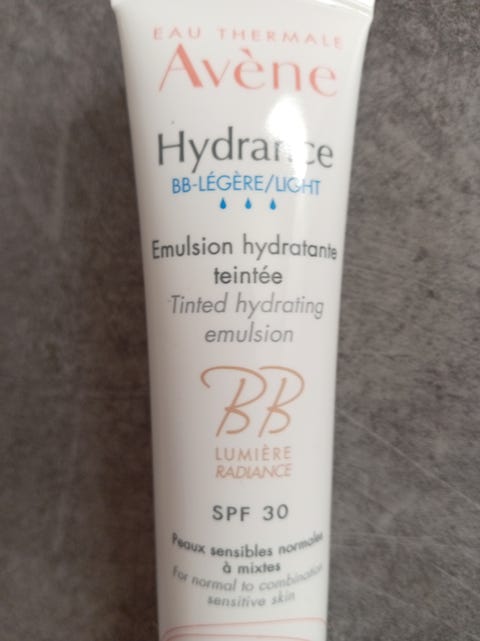 EAU THERMALE
Avène
Hydrance
BB-LÉGÈRE/LIGHT
Emulsion hydratante
teintée
Tinted hydrating
emulsion
BB
LUMIÈRE
RADIANCE
SPF 30
Peaux sensibles normales
à mixtes
For normal to combination
sensitive skin